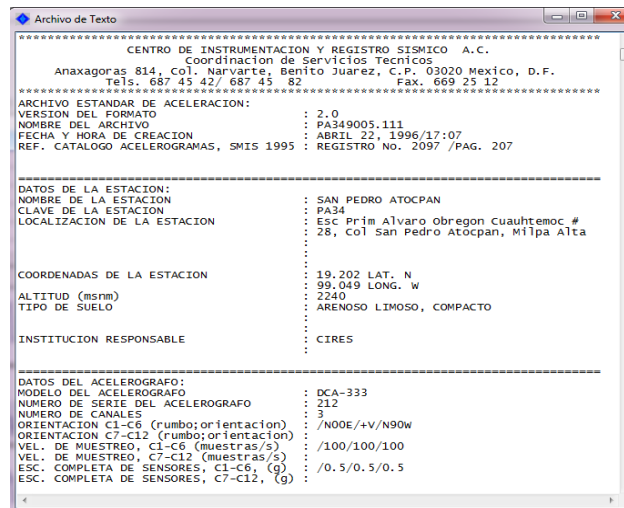 Archivo de Texto
*********************************************************************************
CENTRO DE INSTRUMENTACION Y REGISTRO SISMICO A.C.
Coordinacion de Servicios Tecnicos
Anaxagoras 814, Col. Narvarte, Benito Juarez, C.P. 03020 Mexico, D.F.
Tels. 687 45 42/ 687 45 82 Fax. 669 25 12
*********************************************************************************
ARCHIVO ESTANDAR DE ACELERACION:
VERSION DEL FORMATO : 2.0
NOMBRE DEL ARCHIVO : PA349005.111
FECHA Y HORA DE CREACION : ABRIL 22, 1996/17:07
REF. CATALOGO ACELEROGRAMAS, SMIS 1995 : REGISTRO No. 2097 /PAG. 207
=================================================================================
DATOS DE LA ESTACION:
NOMBRE DE LA ESTACION : SAN PEDRO ATOCPAN
CLAVE DE LA ESTACION : PA34
LOCALIZACION DE LA ESTACION : Esc Prim Alvaro Obregon Cuauhtemoc #
: 28, Col San Pedro Atocpan, Milpa Alta
:
:
:
COORDENADAS DE LA ESTACION : 19.202 LAT. N
: 99.049 LONG. W
ALTITUD (msnm) : 2240
TIPO DE SUELO : ARENOSO LIMOSO, COMPACTO
:
:
INSTITUCION RESPONSABLE : CIRES
:
=================================================================================
DATOS DEL ACELEROGRAFO:
MODELO DEL ACELEROGRAFO : DCA-333
NUMERO DE SERIE DEL ACELEROGRAFO : 212
NUMERO DE CANALES : 3
ORIENTACION C1-C6 (rumbo;orientacion) : /N00E/+V/N90W
ORIENTACION C7-C12 (rumbo;orientacion) :
VEL. DE MUESTREO, C1-C6 (muestras/s) : /100/100/100
VEL. DE MUESTREO, C7-C12 (muestras/s) :
ESC. COMPLETA DE SENSORES, C1-C6, (g) : /0.5/0.5/0.5
ESC. COMPLETA DE SENSORES, C7-C12, (g) :